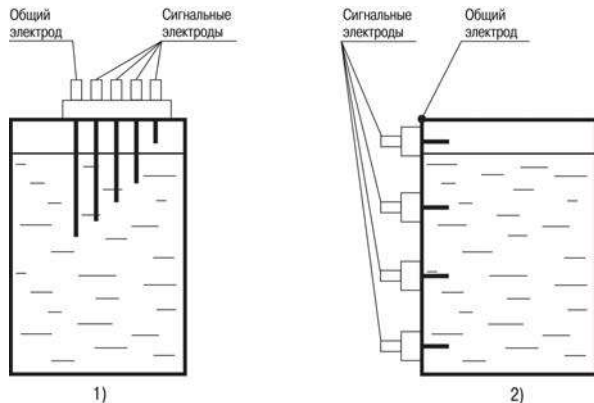 Общий
электрод
Сигнальные
электроды
Сигнальные
электроды
Общий
электрод
1)
2)